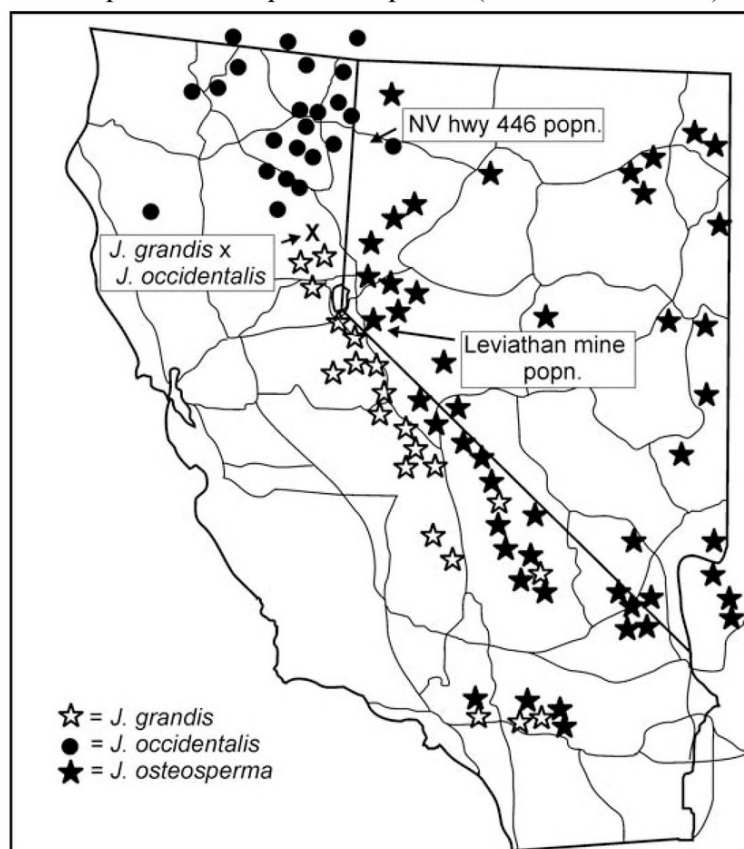 NV hwy 446 popn.
J. grandis x
J. occidentalis
X
Leviathan mine
popn.
= J. grandis
= J. occidentalis
= J. osteosperma